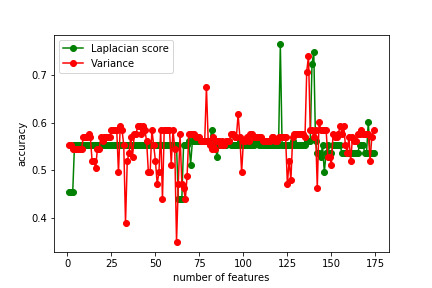 Laplacian score
Variance
accuracy
0.7
0.6
0.5
0.4
0 25 50 75 100 125 150 175
number of features